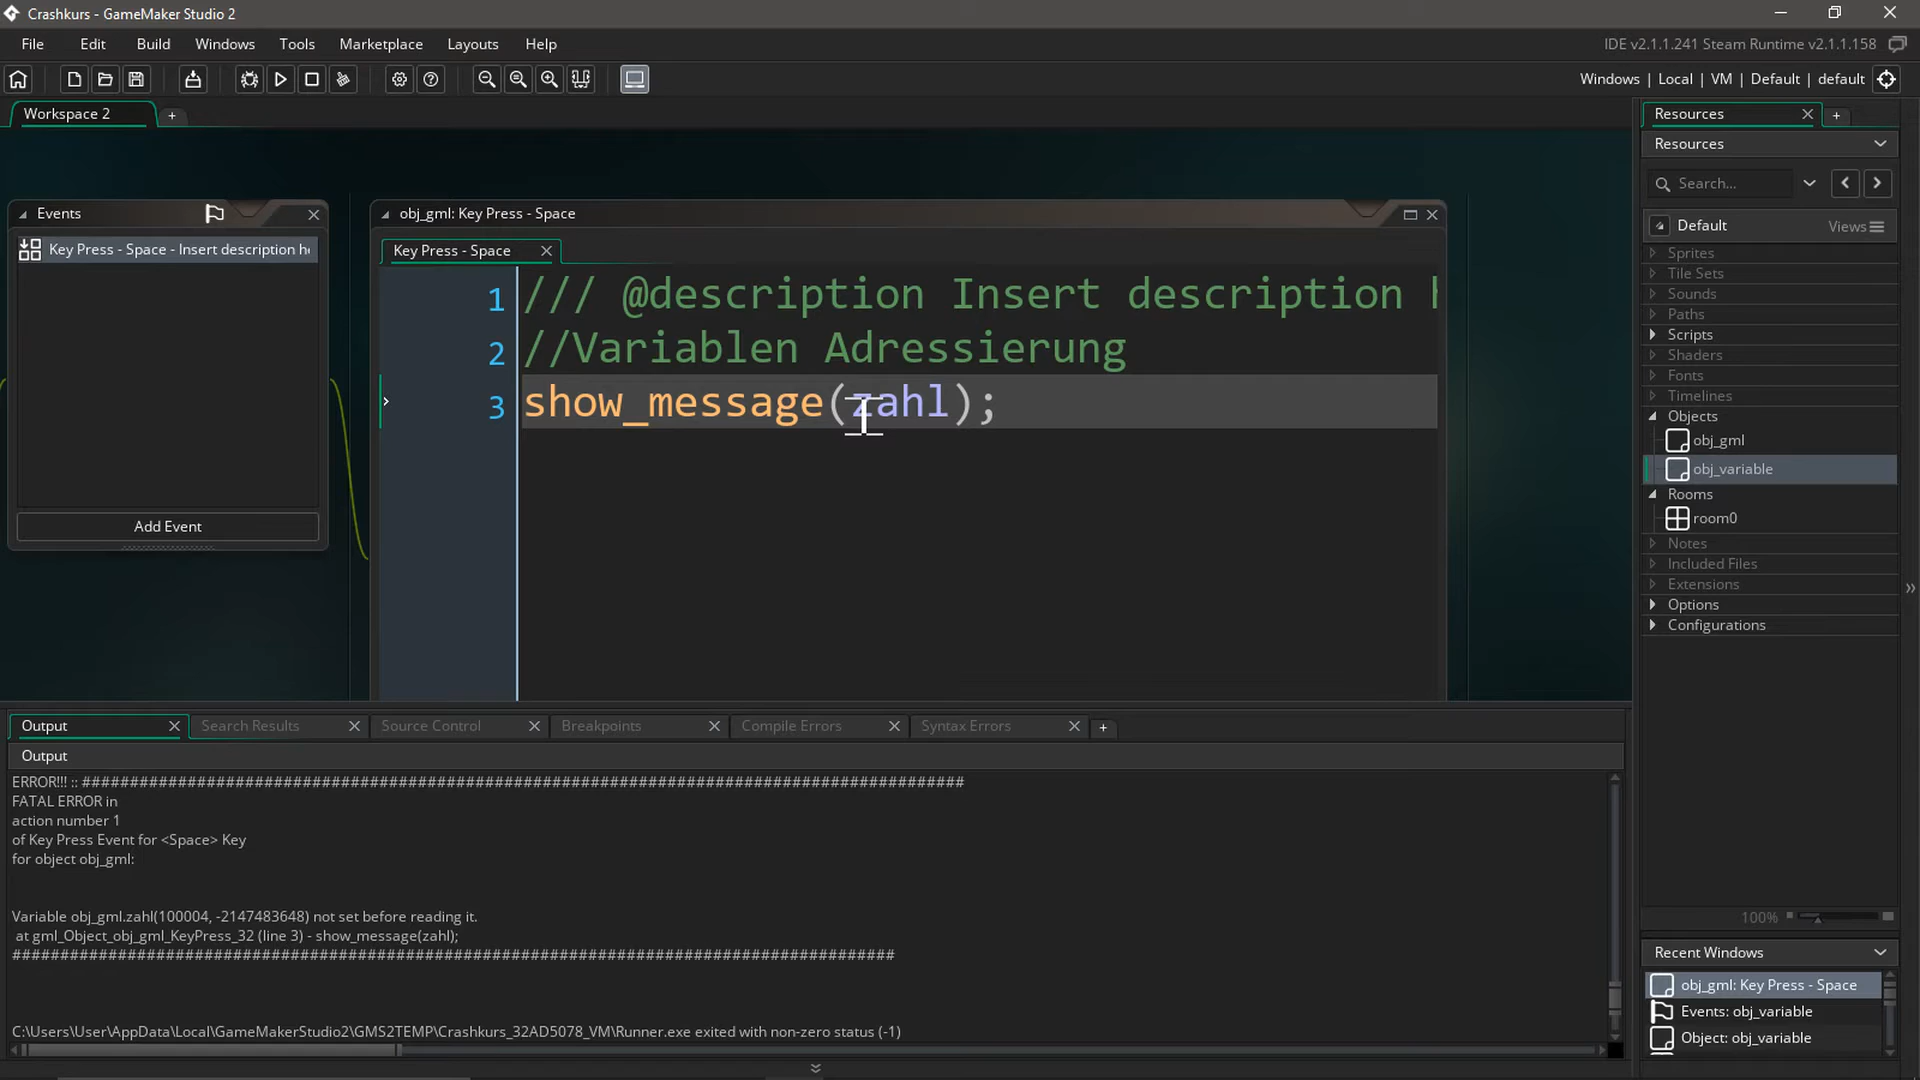 Crashkurs - GameMaker Studio 2
File Edit Build Windows Tools Marketplace Layouts Help
IDE v2.1.1.241 Steam Runtime v2.1.1.158
Windows | Local | VM | Default | default
Workspace 2
Events
Key Press - Space - Insert description he
Add Event
obj_gml: Key Press - Space
Key Press - Space
1 /// @description Insert description h
2 //Variablen Adressierung
3 show_message(zahl);
Resources
Resources
Search...
Default Views
Sprites
Tile Sets
Sounds
Paths
Scripts
Shaders
Fonts
Timelines
Objects
obj_gml
obj_variable
Rooms
room0
Notes
Included Files
Extensions
Options
Configurations
100%
Recent Windows
obj_gml: Key Press - Space
Events: obj_variable
Object: obj_variable
Output Search Results Source Control Breakpoints Compile Errors Syntax Errors
Output
ERROR!!! :: ############################################################################################
FATAL ERROR in
action number 1
of Key Press Event for <Space> Key
for object obj_gml:
Variable obj_gml.zahl(100004, -2147483648) not set before reading it.
at gml_Object_obj_gml_KeyPress_32 (line 3) - show_message(zahl);
############################################################################################
C:\Users\User\AppData\Local\GameMakerStudio2\GMS2TEMP\Crashkurs_32AD5078_VM\Runner.exe exited with non-zero status (-1)